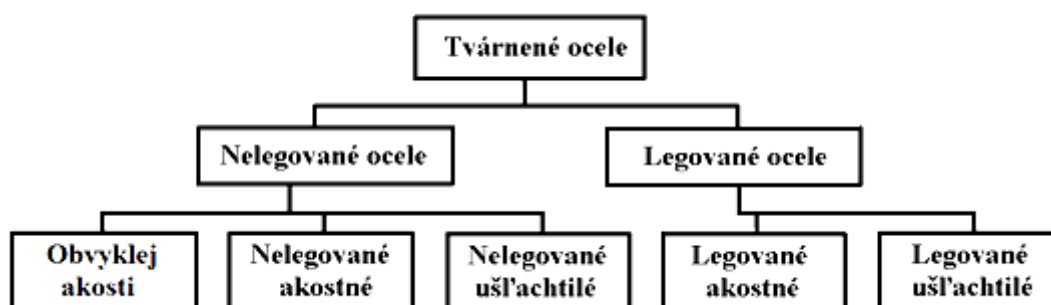 Tvárnené ocele
Nelegované ocele
Legované ocele
Obvyklej
akosti
Nelegované
akostné
Nelegované
ušľachtilé
Legované
akostné
Legované
ušľachtilé